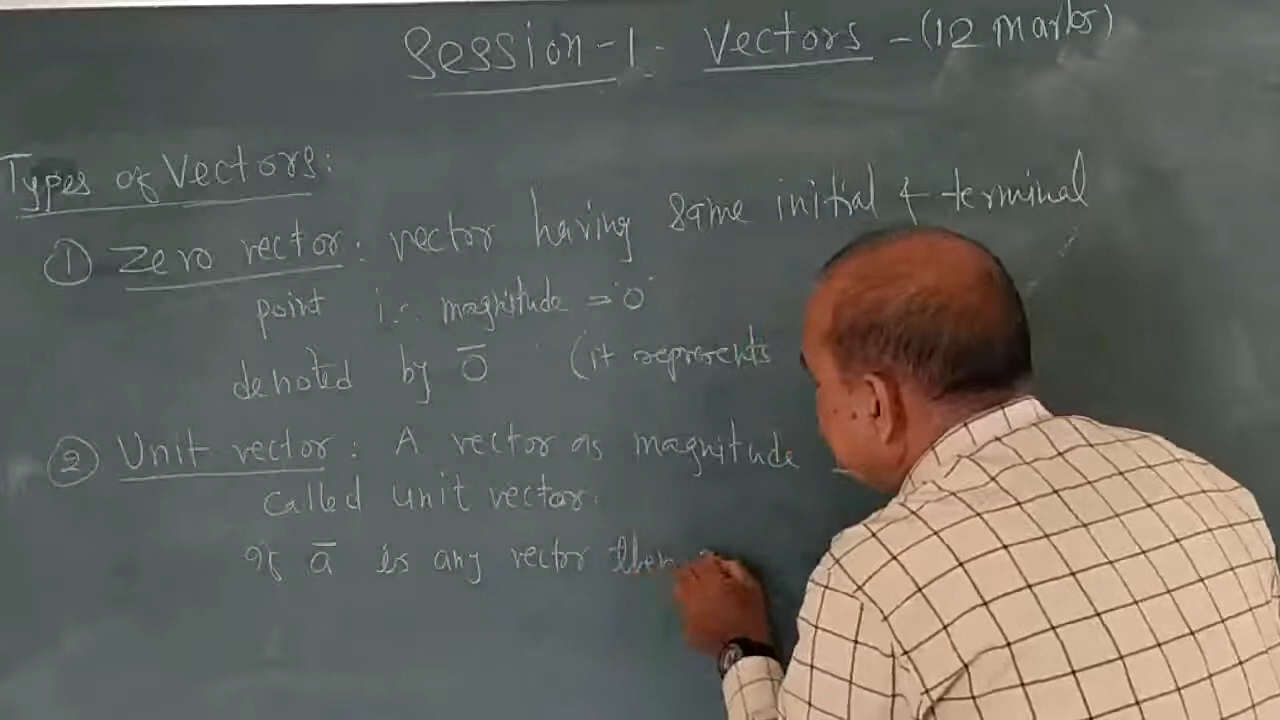 Session-1: Vectors - (12 marks)
Types of Vectors:
① Zero vector: vector having same initial & terminal
point i.e. magnitude = 0
denoted by 0̄ (it represents
② Unit vector: A vector as magnitude
called unit vector.
If ā is any vector then